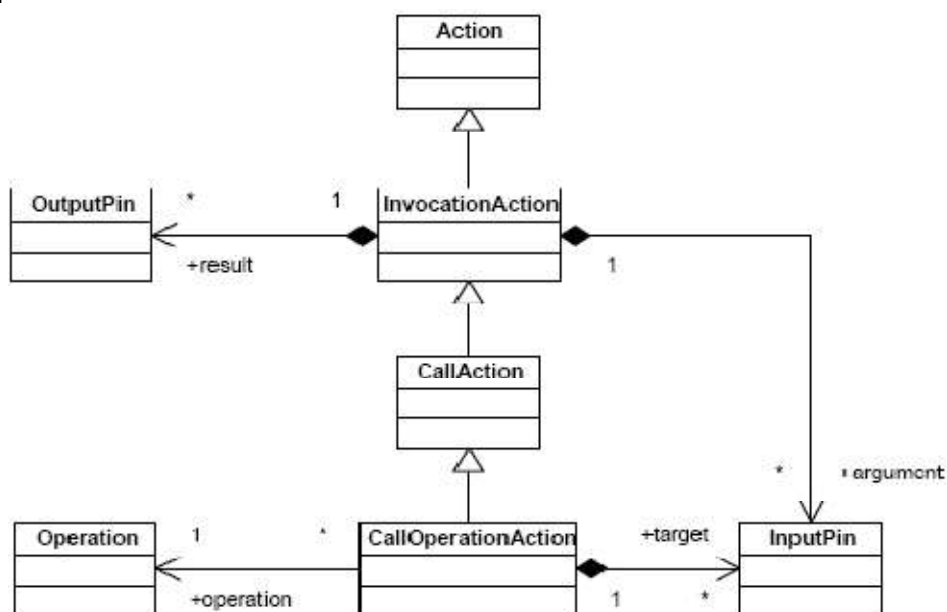 Action
OutputPin
*
1
InvocationAction
+result
1
CallAction
*
+argument
Operation
1
*
CallOperationAction
+target
InputPin
+operation
1
*